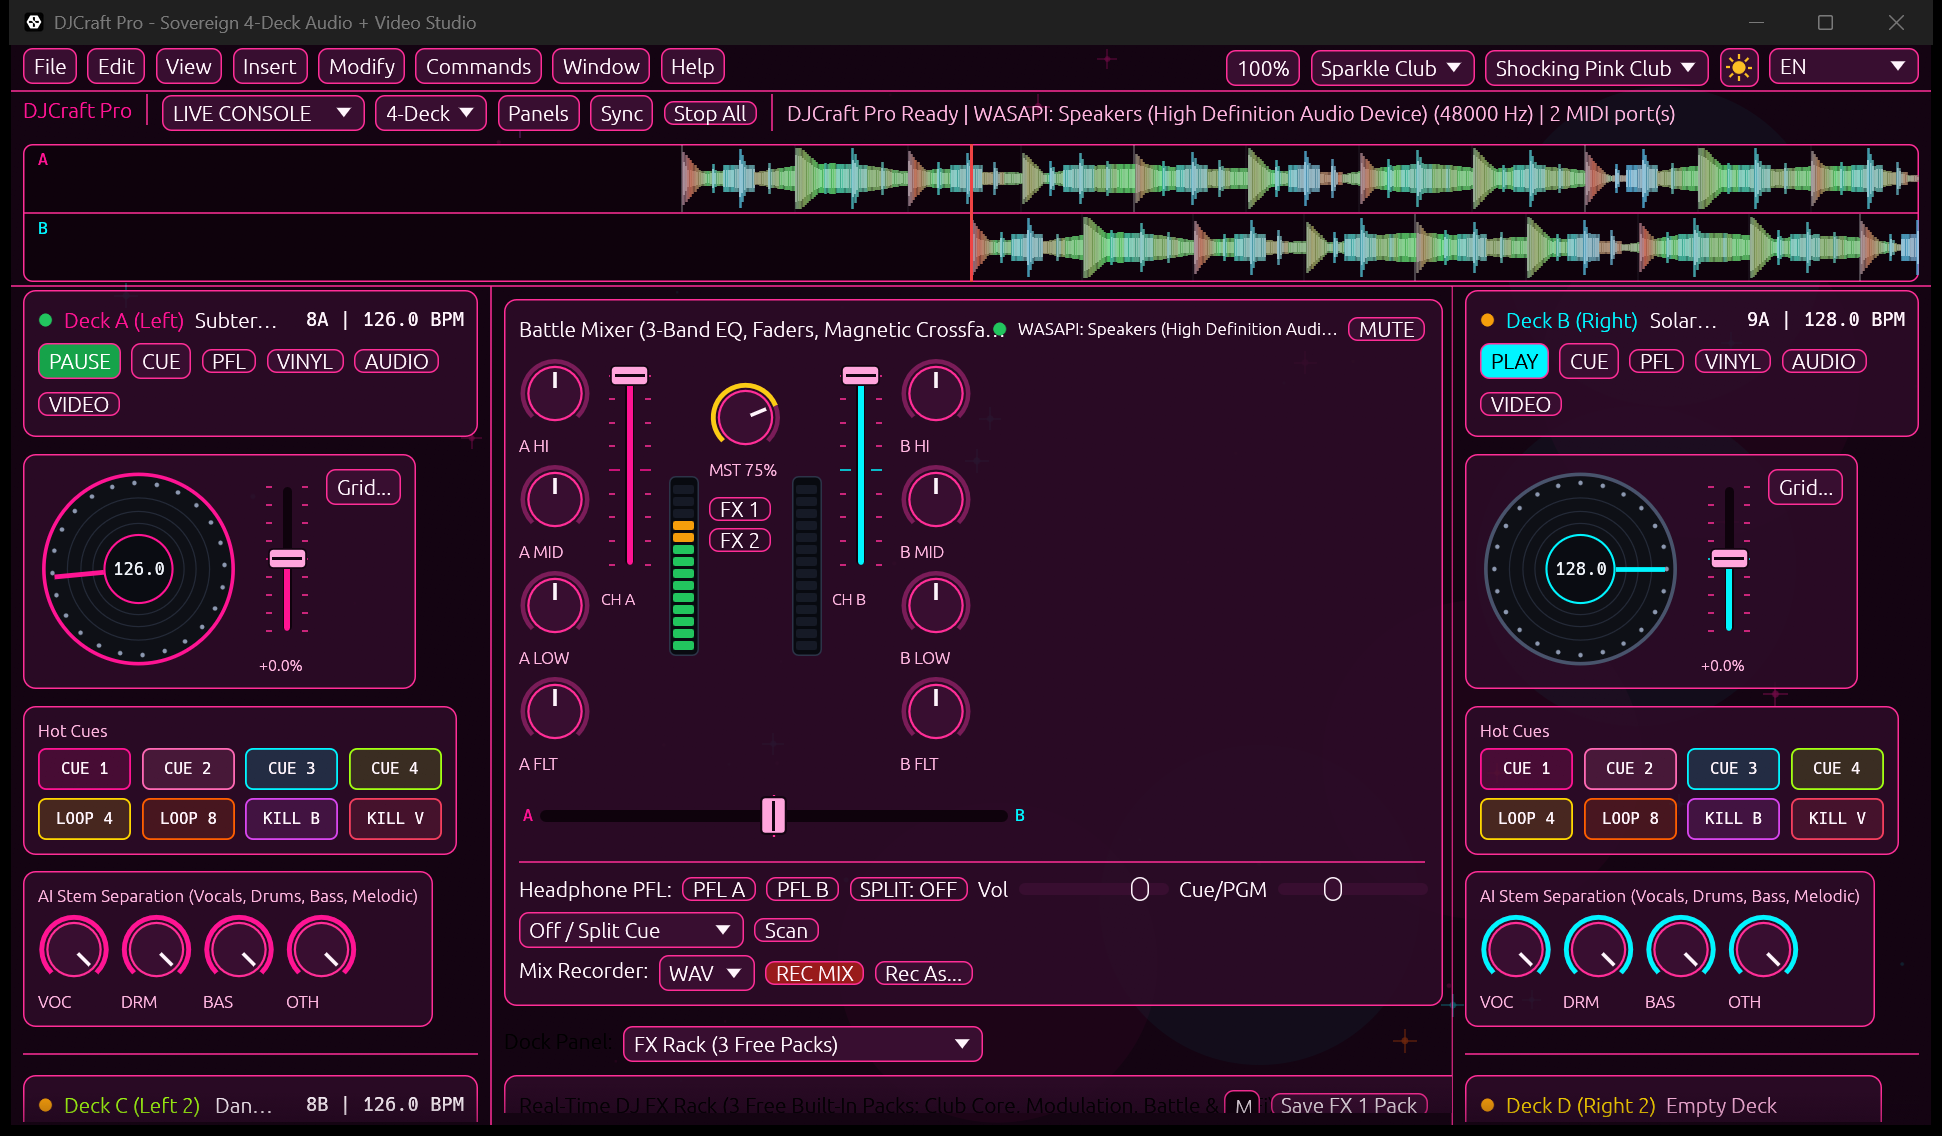 DJCraft Pro - Sovereign 4-Deck Audio + Video Studio
File Edit View Insert Modify Commands Window Help 100% Sparkle Club Shocking Pink Club EN
DJCraft Pro LIVE CONSOLE 4-Deck Panels Sync Stop All DJCraft Pro Ready | WASAPI: Speakers (High Definition Audio Device) (48000 Hz) | 2 MIDI port(s)
A
B
Deck A (Left) Subter... 8A | 126.0 BPM
PAUSE CUE PFL VINYL AUDIO
VIDEO
126.0
Grid...
+0.0%
Hot Cues
CUE 1 CUE 2 CUE 3 CUE 4
LOOP 4 LOOP 8 KILL B KILL V
AI Stem Separation (Vocals, Drums, Bass, Melodic)
VOC DRM BAS OTH
Deck C (Left 2) Dan... 8B | 126.0 BPM
Battle Mixer (3-Band EQ, Faders, Magnetic Crossfa... WASAPI: Speakers (High Definition Audi... MUTE
A HI
A MID
A LOW
A FLT
CH A
MST 75%
FX 1
FX 2
CH B
B HI
B MID
B LOW
B FLT
A B
Headphone PFL: PFL A PFL B SPLIT: OFF Vol Cue/PGM
Off / Split Cue Scan
Mix Recorder: WAV REC MIX Rec As...
Dock Panel: FX Rack (3 Free Packs)
Real-Time DJ FX Rack (3 Free Built-In Packs: Club Core, Modulation, Battle & M Save FX 1 Pack
Deck B (Right) Solar... 9A | 128.0 BPM
PLAY CUE PFL VINYL AUDIO
VIDEO
128.0
Grid...
+0.0%
Hot Cues
CUE 1 CUE 2 CUE 3 CUE 4
LOOP 4 LOOP 8 KILL B KILL V
AI Stem Separation (Vocals, Drums, Bass, Melodic)
VOC DRM BAS OTH
Deck D (Right 2) Empty Deck